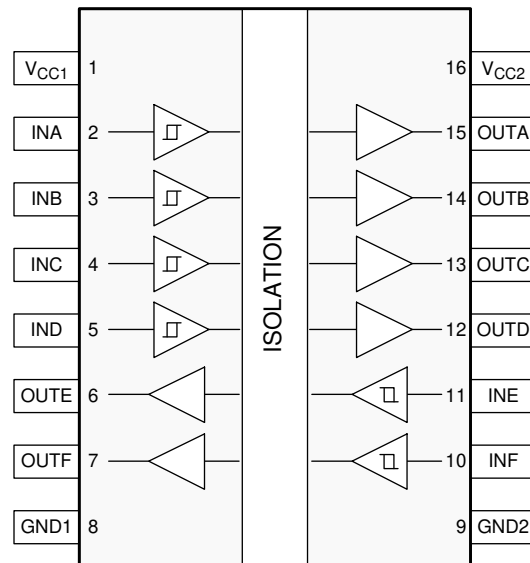 VCC1 1 16 VCC2
INA 2 15 OUTA
INB 3 14 OUTB
INC 4 13 OUTC
IND 5 12 OUTD
OUTE 6 11 INE
OUTF 7 10 INF
GND1 8 9 GND2
ISOLATION